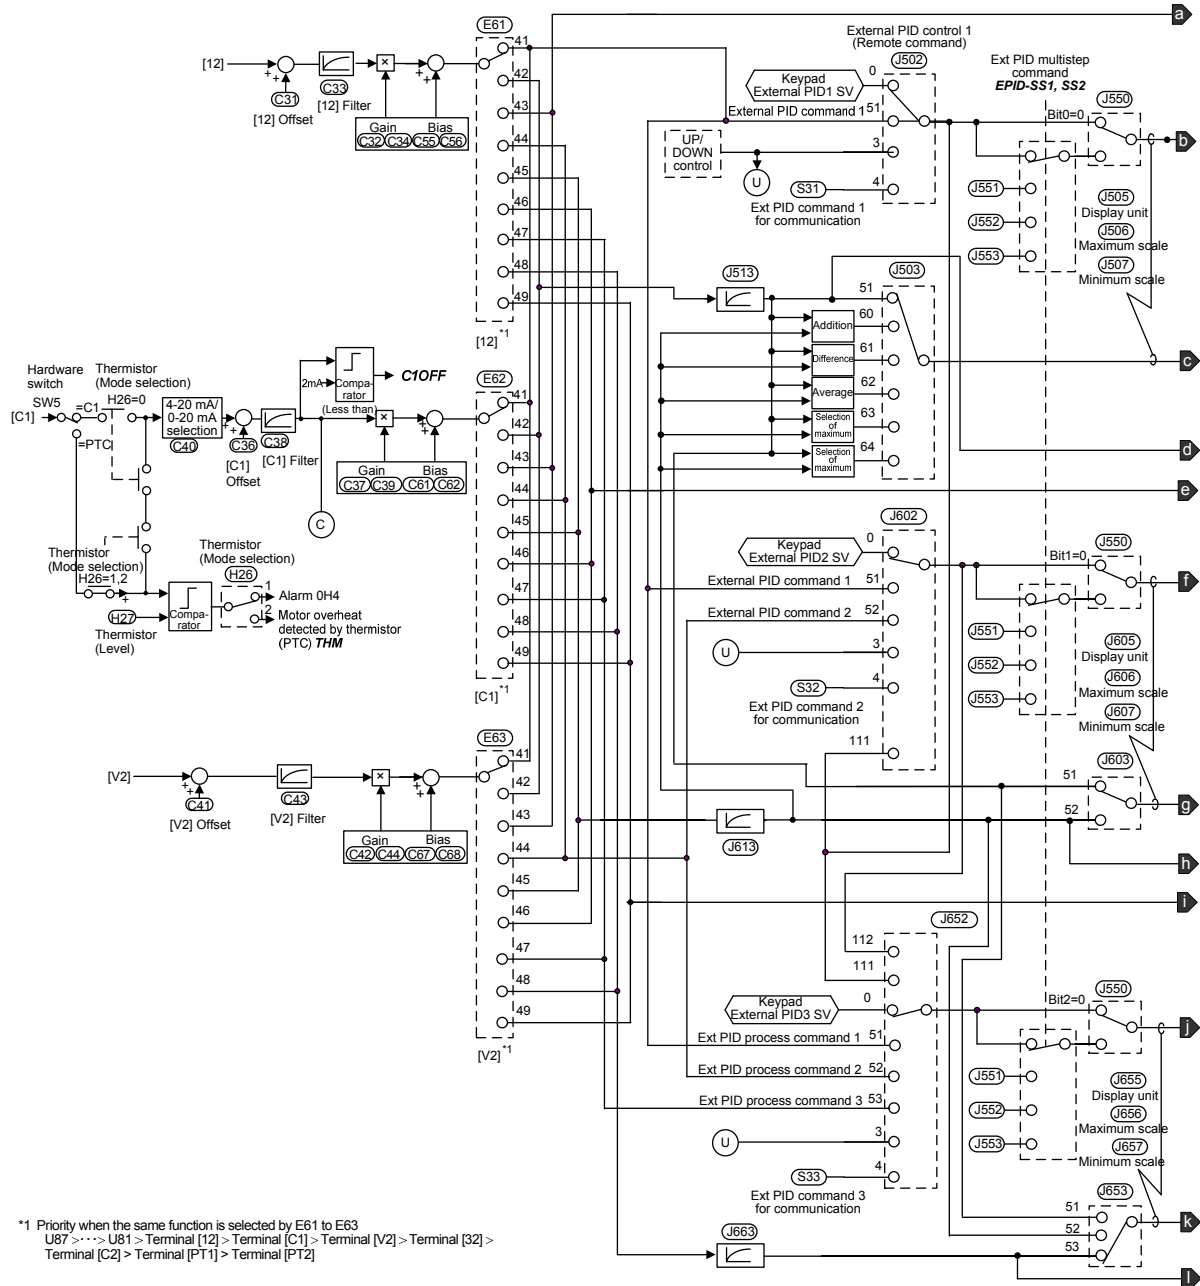 [12]
C31
[12] Offset
C33
[12] Filter
×
Gain Bias
C32 C34 C55 C56
E61
41
42
43
44
45
46
47
48
49
[12] *1
Hardware
switch
SW5
[C1]
=C1
=PTC
Thermistor
(Mode selection)
H26=0
4-20 mA/
0-20 mA
selection
C40
C36
[C1]
Offset
C38
[C1] Filter
2mA
Compa-
rator
(Less than)
C1OFF
×
Gain Bias
C37 C39 C61 C62
C
Thermistor
(Mode selection)
H26=1,2
H27
Thermistor
(Level)
Compa-
rator
Thermistor
(Mode selection)
H26
1
2
Alarm 0H4
Motor overheat
detected by thermistor
(PTC) THM
E62
41
42
43
44
45
46
47
48
49
[C1] *1
[V2]
C41
[V2] Offset
C43
[V2] Filter
×
Gain Bias
C42 C44 C67 C68
E63
41
42
43
44
45
46
47
48
49
[V2] *1
External PID control 1
(Remote command)
J502
Keypad
External PID1 SV
0
External PID command 1
51
UP/
DOWN
control
U
3
S31
4
Ext PID command 1
for communication
Ext PID multistep
command
EPID-SS1, SS2
Bit0=0
J550
J551
J552
J553
J505
Display unit
J506
Maximum scale
J507
Minimum scale
J513
J503
51
Addition
60
Difference
61
Average
62
Selection
of
maximum
63
Selection
of
maximum
64
J602
Keypad
External PID2 SV
0
External PID command 1
51
External PID command 2
52
U
3
S32
4
Ext PID command 2
for communication
111
Bit1=0
J550
J551
J552
J553
J605
Display unit
J606
Maximum scale
J607
Minimum scale
J603
51
52
J613
J652
112
111
Keypad
External PID3 SV
0
Ext PID process command 1
51
Ext PID process command 2
52
Ext PID process command 3
53
U
3
S33
4
Ext PID command 3
for communication
Bit2=0
J550
J551
J552
J553
J655
Display unit
J656
Maximum scale
J657
Minimum scale
J653
51
52
53
J663
a
b
c
d
e
f
g
h
i
j
k
l
*1 Priority when the same function is selected by E61 to E63
U87 >···> U81 > Terminal [12] > Terminal [C1] > Terminal [V2] > Terminal [32] >
Terminal [C2] > Terminal [PT1] > Terminal [PT2]